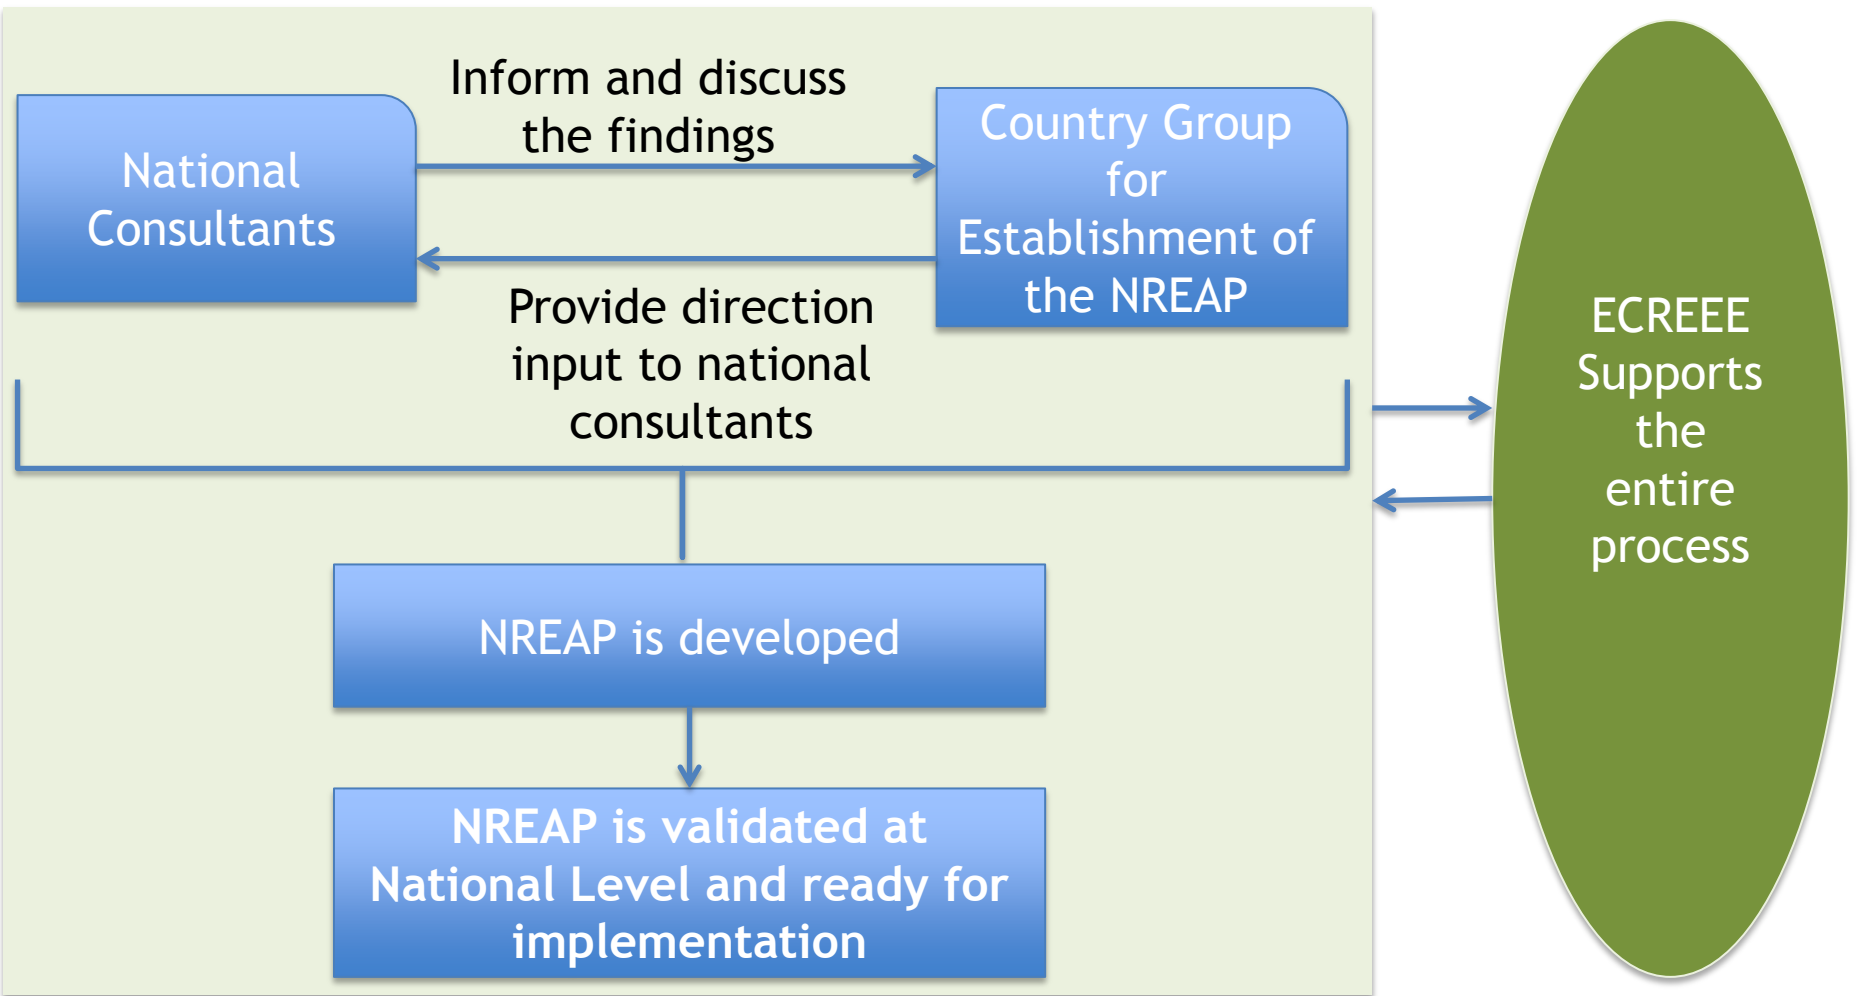 Inform and discuss
the findings
National
Consultants
Country Group
for
Establishment of
the NREAP
Provide direction
input to national
consultants
ECREEE
Supports
the
entire
process
NREAP is developed
NREAP is validated at
National Level and ready for
implementation